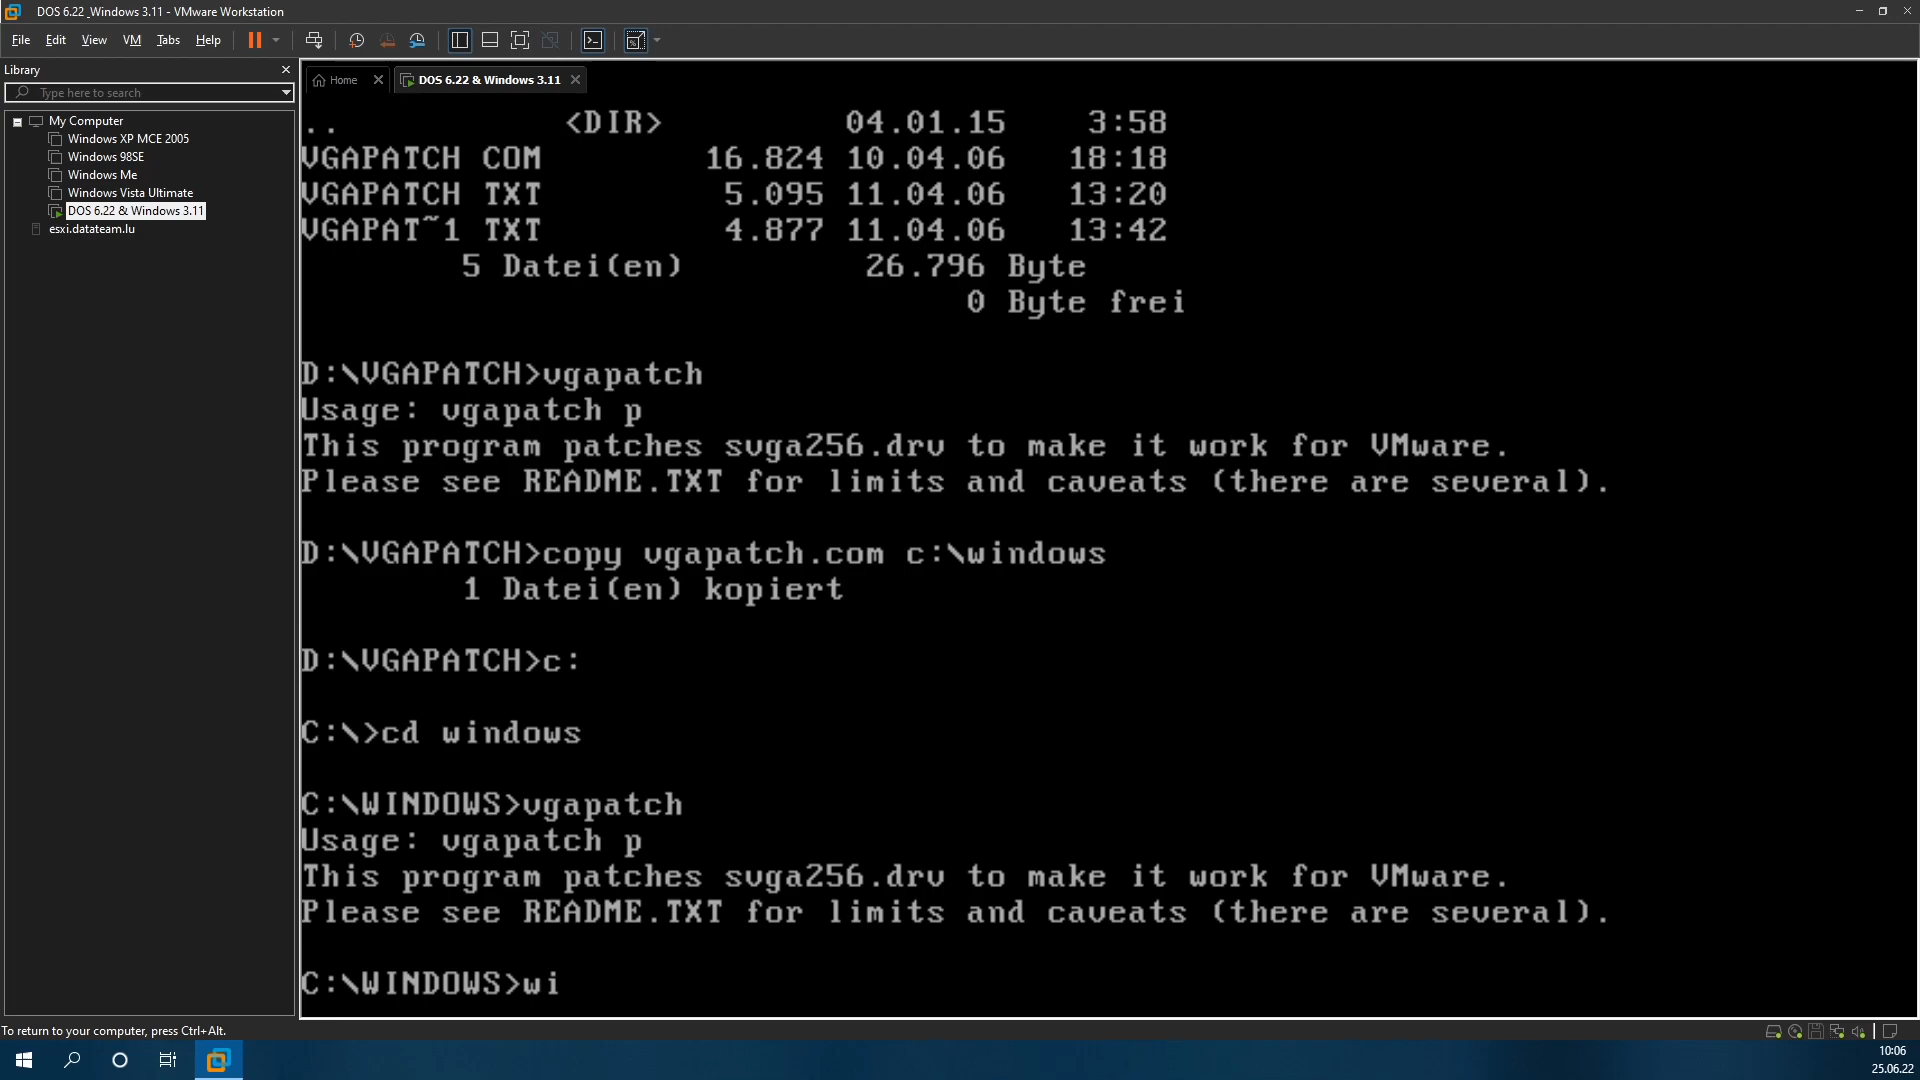 DOS 6.22 _Windows 3.11 - VMware Workstation
File Edit View VM Tabs Help
Library
Type here to search
My Computer
Windows XP MCE 2005
Windows 98SE
Windows Me
Windows Vista Ultimate
DOS 6.22 & Windows 3.11
esxi.datateam.lu
Home
DOS 6.22 & Windows 3.11
.. <DIR> 04.01.15 3:58
VGAPATCH COM 16.824 10.04.06 18:18
VGAPATCH TXT 5.095 11.04.06 13:20
VGAPAT~1 TXT 4.877 11.04.06 13:42
5 Datei(en) 26.796 Byte
0 Byte frei
D:\VGAPATCH>vgapatch
Usage: vgapatch p
This program patches svga256.drv to make it work for VMware.
Please see README.TXT for limits and caveats (there are several).
D:\VGAPATCH>copy vgapatch.com c:\windows
1 Datei(en) kopiert
D:\VGAPATCH>c:
C:\>cd windows
C:\WINDOWS>vgapatch
Usage: vgapatch p
This program patches svga256.drv to make it work for VMware.
Please see README.TXT for limits and caveats (there are several).
C:\WINDOWS>wi
To return to your computer, press Ctrl+Alt.
10:06
25.06.22